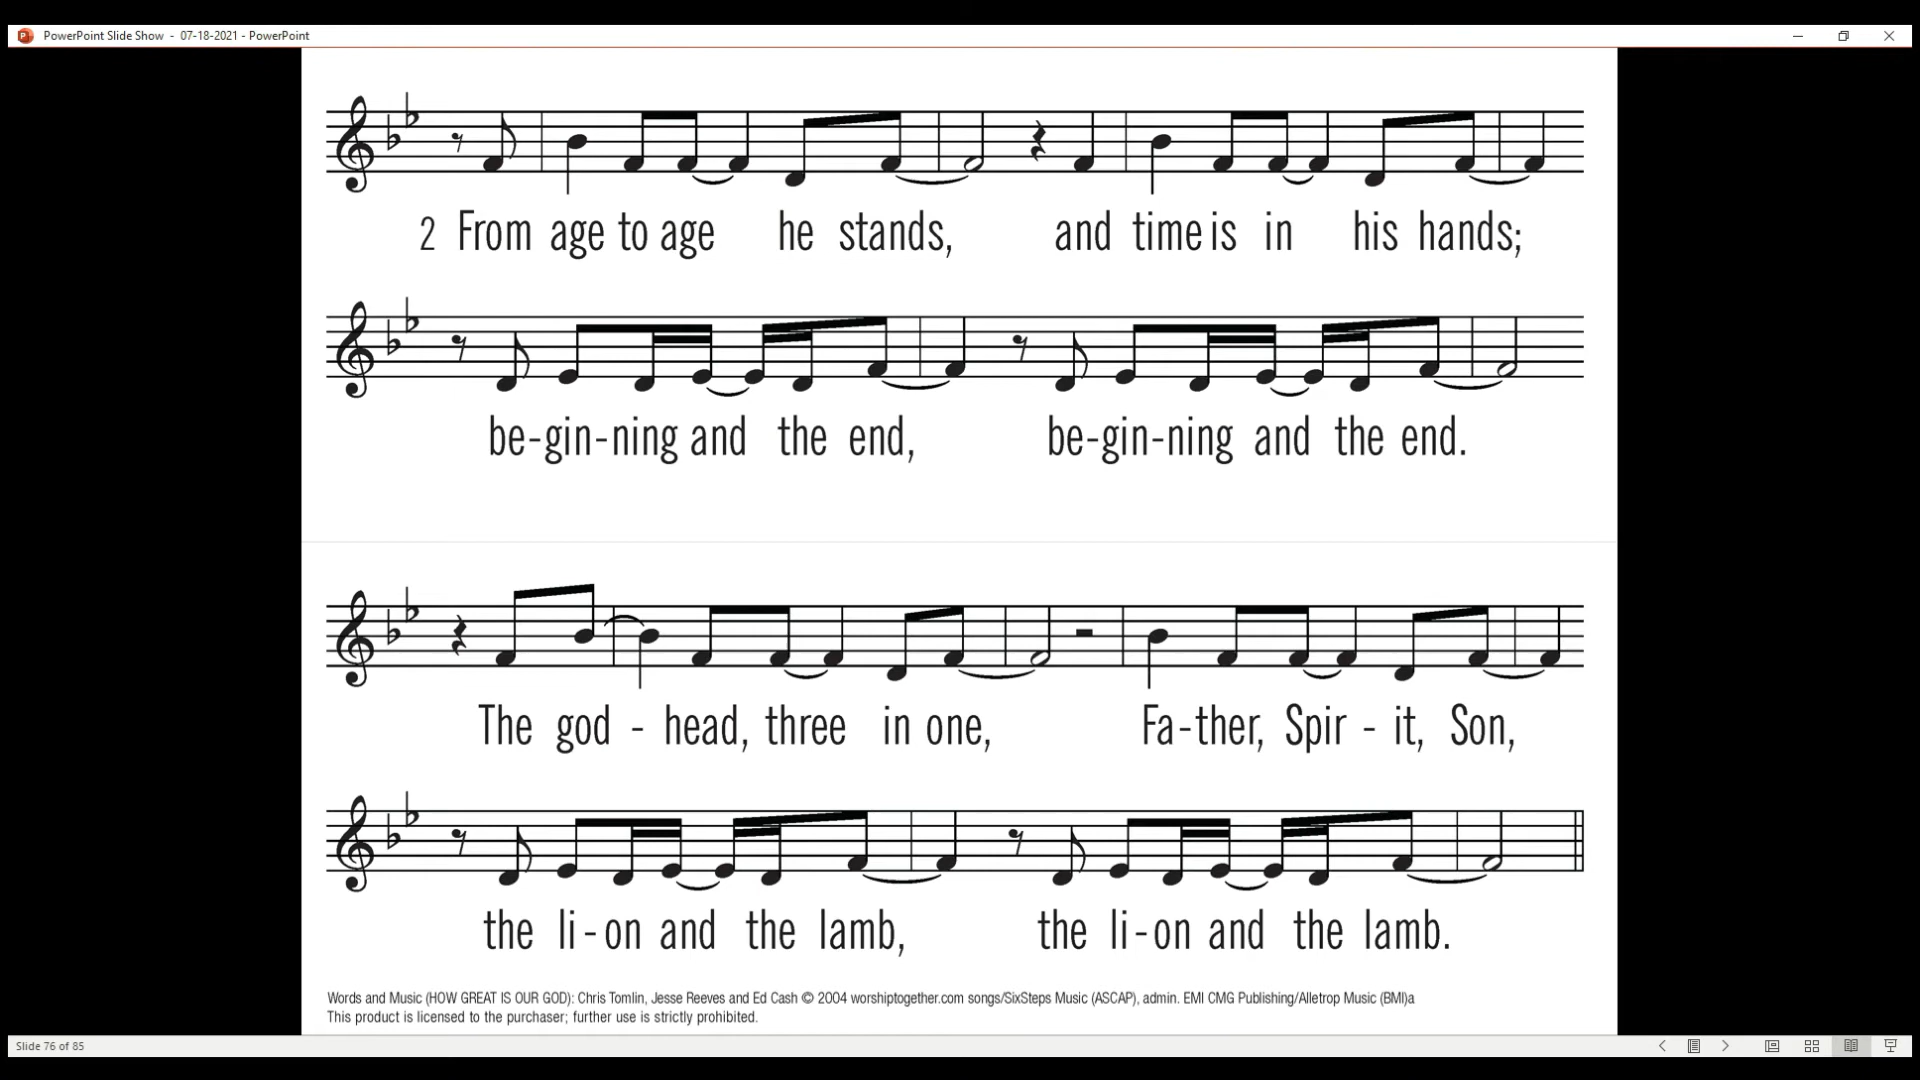 PowerPoint Slide Show - 07-18-2021 - PowerPoint
2 From age to age he stands, and time is in his hands;
be-gin-ning and the end, be-gin-ning and the end.
The god - head, three in one, Fa-ther, Spir - it, Son,
the li-on and the lamb, the li-on and the lamb.
Words and Music (HOW GREAT IS OUR GOD): Chris Tomlin, Jesse Reeves and Ed Cash © 2004 worshiptogether.com songs/SixSteps Music (ASCAP), admin. EMI CMG Publishing/Alletrop Music (BMI)a
This product is licensed to the purchaser; further use is strictly prohibited.
Slide 76 of 85